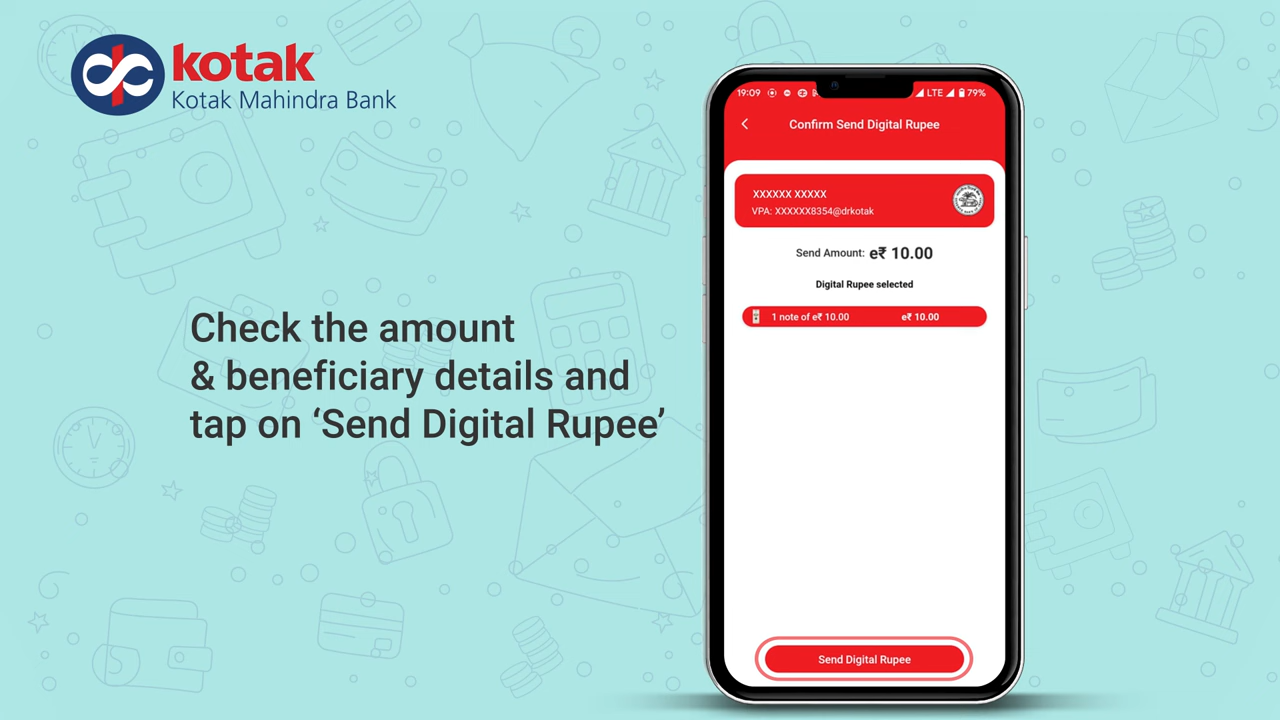 kotak
Kotak Mahindra Bank
Check the amount
& beneficiary details and
tap on ‘Send Digital Rupee’
19:09 LTE 79%
Confirm Send Digital Rupee
XXXXXX XXXXX
VPA: XXXXXX8354@drkotak
Send Amount: e₹ 10.00
Digital Rupee selected
1 note of e₹ 10.00 e₹ 10.00
Send Digital Rupee